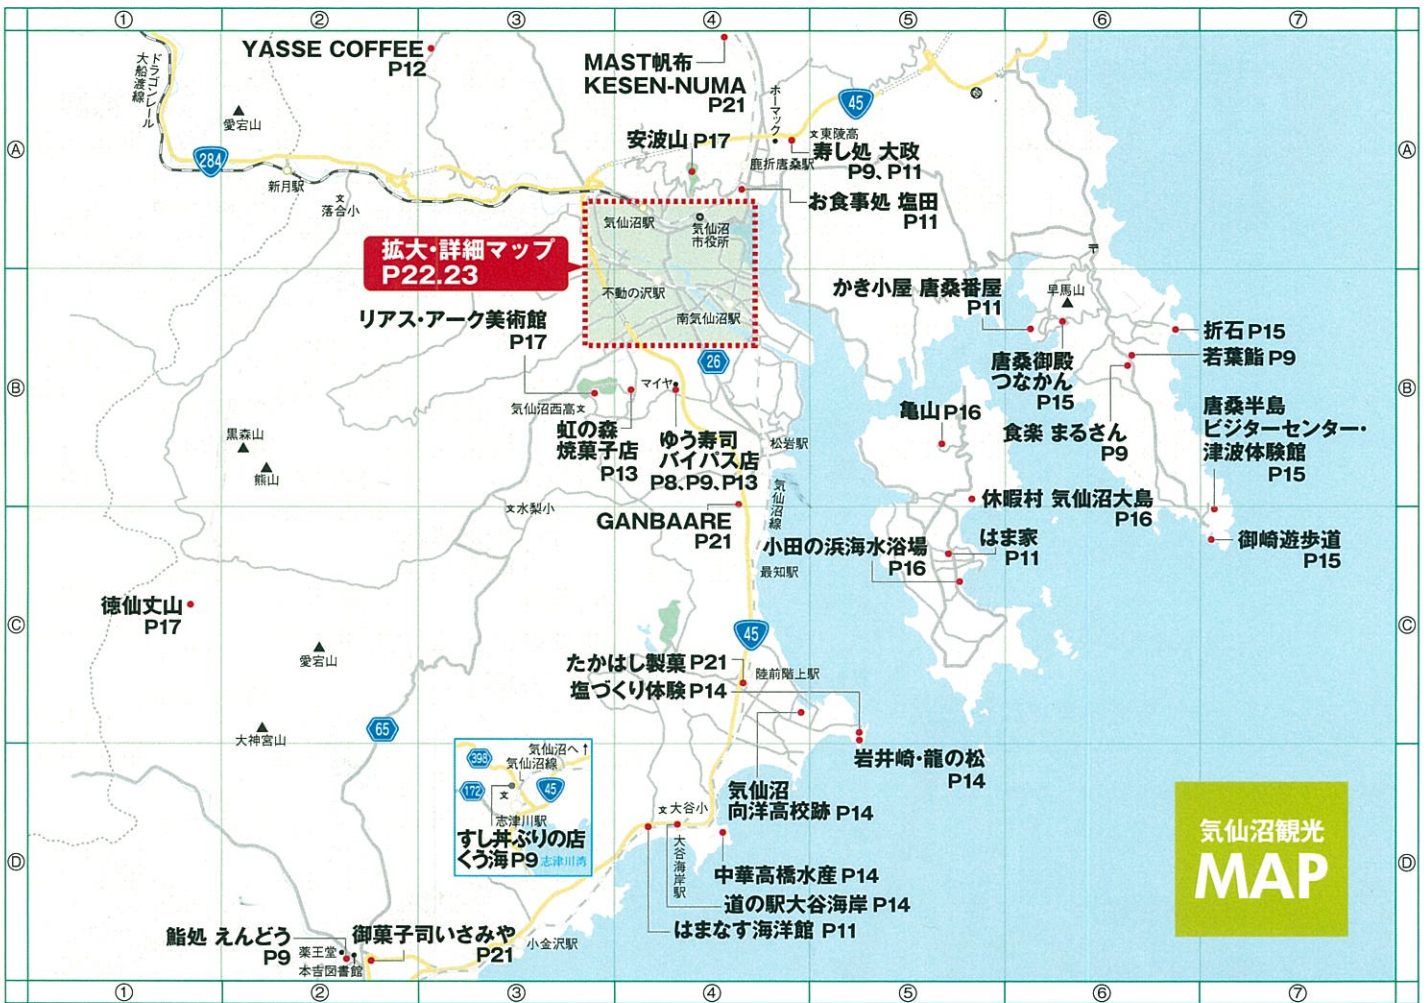 ① ② ③ ④ ⑤ ⑥ ⑦
YASSE COFFEE
P12
MAST帆布
KESEN-NUMA
P21
ドラゴンレール
大船渡線
愛宕山
ホーマック
45
安波山 P17
文東陵高
Ⓐ
Ⓐ
284
新月駅
鹿折唐桑駅
寿し処 大政
P9、P11
文
落合小
お食事処 塩田
P11
気仙沼駅
気仙沼
市役所
拡大・詳細マップ
P22.23
不動の沢駅
南気仙沼駅
かき小屋 唐桑番屋
P11
早馬山
リアス・アーク美術館
P17
折石 P15
若葉鮨 P9
26
唐桑御殿
つなかん
P15
Ⓑ
Ⓑ
マイヤ
気仙沼西高文
亀山 P16
唐桑半島
ビジターセンター・
津波体験館
P15
虹の森
焼菓子店
P13
ゆう寿司
バイパス店
P8、P9、P13
松岩駅
食楽 まるさん
P9
黒森山
熊山
気仙沼線
休暇村 気仙沼大島
P16
文水梨小
GANBAARE
P21
小田の浜海水浴場
P16
はま家
P11
御崎遊歩道
P15
最知駅
徳仙丈山
P17
Ⓒ
Ⓒ
45
愛宕山
たかはし製菓 P21
陸前階上駅
塩づくり体験 P14
65
大神宮山
岩井崎・龍の松
P14
気仙沼へ↑
398
気仙沼線
172
45
文
志津川駅
すし丼ぶりの店
くう海 P9
志津川湾
気仙沼
向洋高校跡 P14
文大谷小
大谷海岸駅
気仙沼観光
MAP
Ⓓ
Ⓓ
中華高橋水産 P14
道の駅大谷海岸 P14
はまなす海洋館 P11
鮨処 えんどう
P9
御菓子司いさみや
P21
小金沢駅
薬王堂
本吉図書館
① ② ③ ④ ⑤ ⑥ ⑦